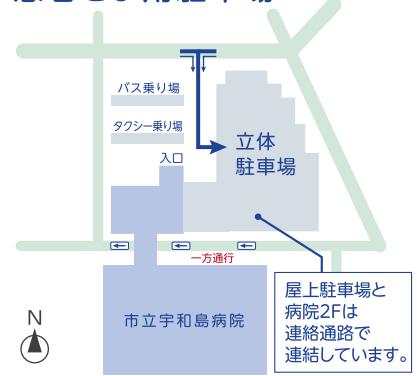 バス乗り場
タクシー乗り場
入口
立体
駐車場
一方通行
市立宇和島病院
屋上駐車場と
病院2Fは
連絡通路で
連結しています。
N